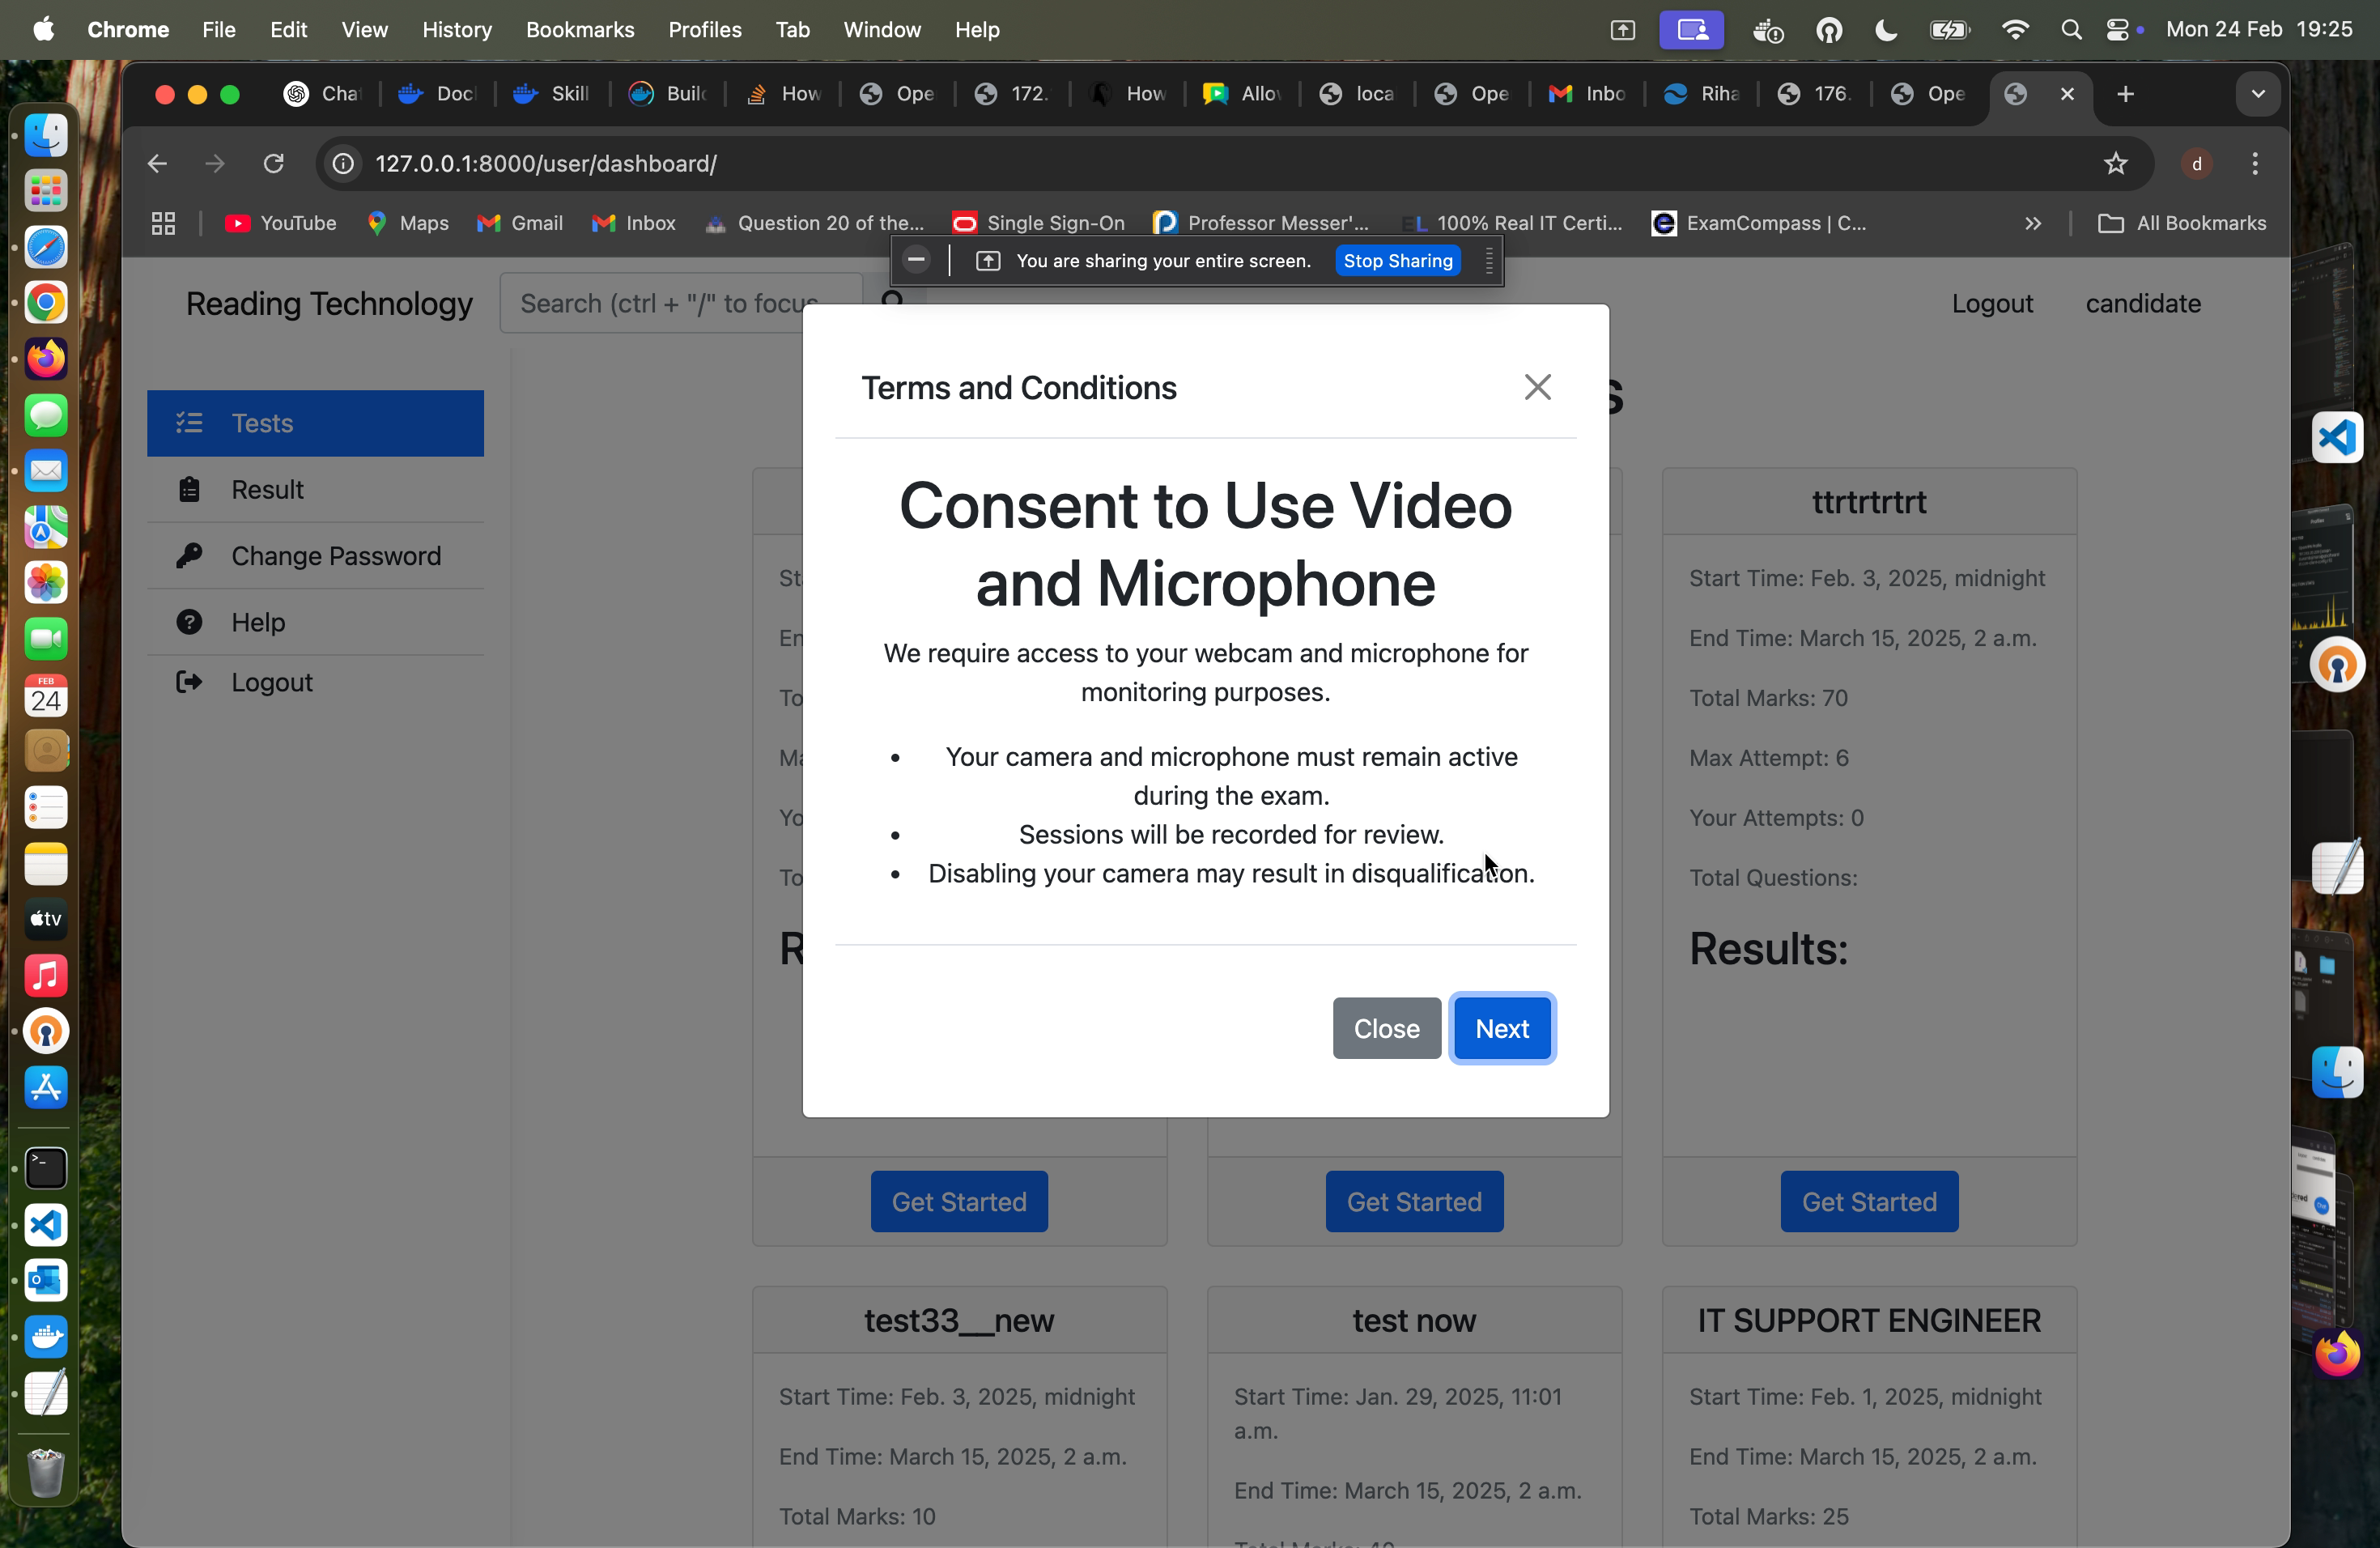 Chrome File Edit View History Bookmarks Profiles Tab Window Help Mon 24 Feb 19:25
Cha Doc Skill Build How Ope 172. How Allo loca Ope Inbo Riha 176. Ope
127.0.0.1:8000/user/dashboard/ d
YouTube Maps Gmail Inbox Question 20 of the... Single Sign-On Professor Messer'... EL 100% Real IT Certi... ExamCompass | C... All Bookmarks
You are sharing your entire screen. Stop Sharing
Reading Technology Search (ctrl + "/" to focus Logout candidate
Tests
Result
Change Password
Help
Logout
FEB
24
tv
Terms and Conditions
Consent to Use Video
and Microphone
We require access to your webcam and microphone for
monitoring purposes.
• Your camera and microphone must remain active
during the exam.
• Sessions will be recorded for review.
• Disabling your camera may result in disqualification.
Close Next
ttrtrtrtrt
Start Time: Feb. 3, 2025, midnight
End Time: March 15, 2025, 2 a.m.
Total Marks: 70
Max Attempt: 6
Your Attempts: 0
Total Questions:
Results:
Get Started Get Started Get Started
test33__new
Start Time: Feb. 3, 2025, midnight
End Time: March 15, 2025, 2 a.m.
Total Marks: 10
test now
Start Time: Jan. 29, 2025, 11:01
a.m.
End Time: March 15, 2025, 2 a.m.
IT SUPPORT ENGINEER
Start Time: Feb. 1, 2025, midnight
End Time: March 15, 2025, 2 a.m.
Total Marks: 25